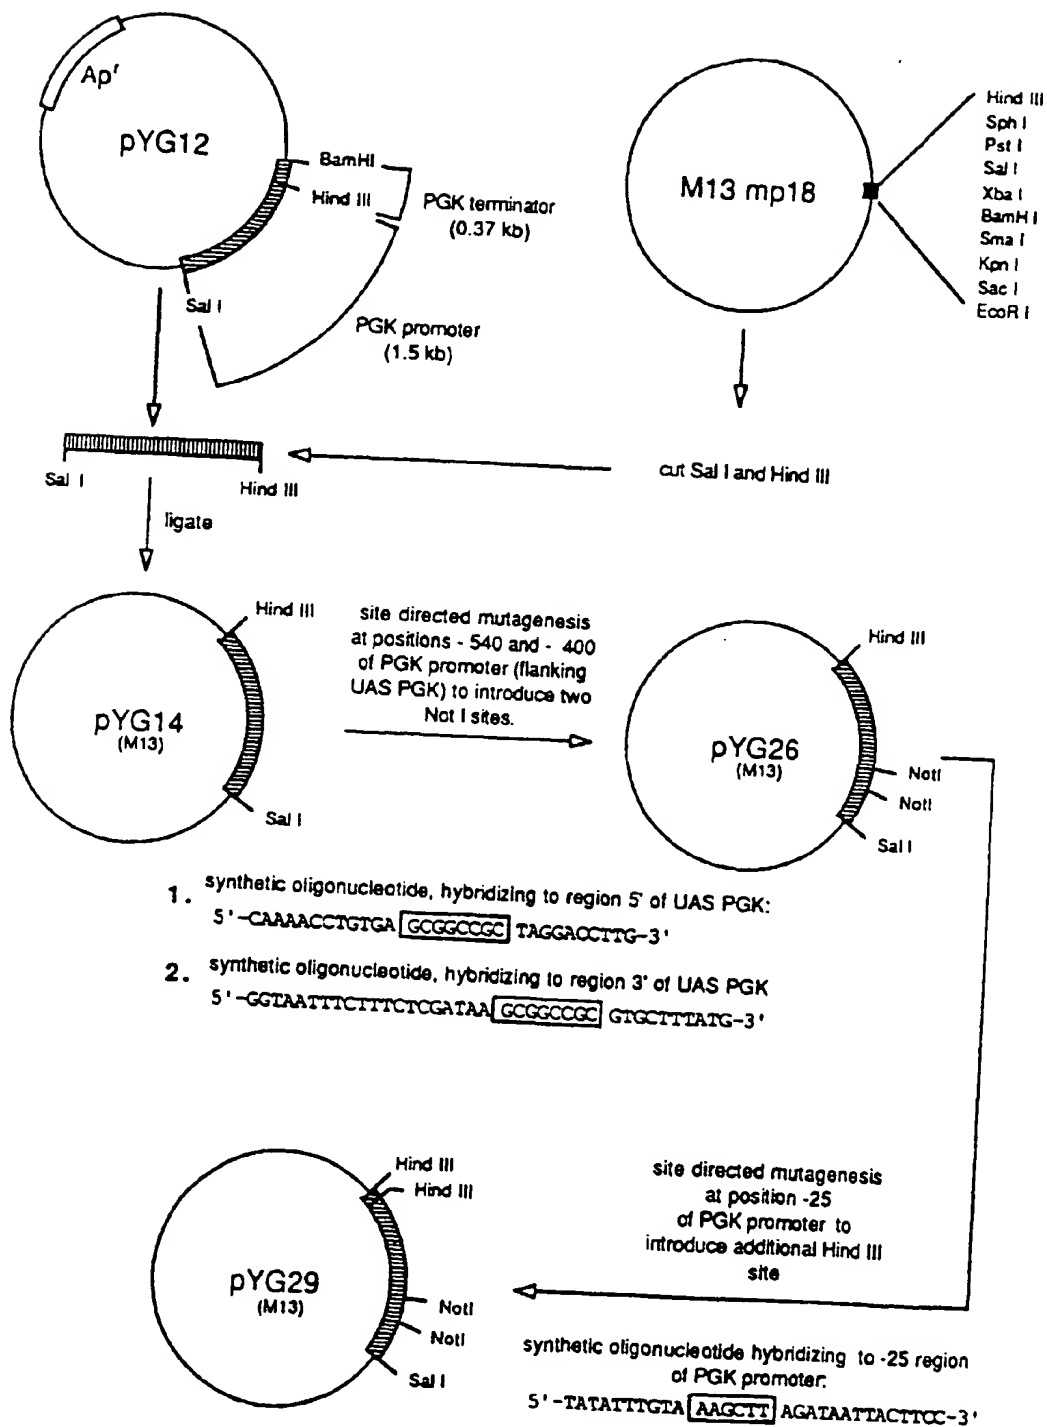 Apʳ
pYG12
BamHI
Hind III
PGK terminator
(0.37 kb)
Sal I
PGK promoter
(1.5 kb)
M13 mp18
Hind III
Sph I
Pst I
Sal I
Xba I
BamH I
Sma I
Kpn I
Sac I
EcoR I
Sal I
Hind III
cut Sal I and Hind III
ligate
Hind III
pYG14
(M13)
Sal I
site directed mutagenesis
at positions - 540 and - 400
of PGK promoter (flanking
UAS PGK) to introduce two
Not I sites.
Hind III
pYG26
(M13)
NotI
NotI
Sal I
1. synthetic oligonucleotide, hybridizing to region 5' of UAS PGK:
5'-CAAAACCTGTGA GCGGCCGC TAGGACCTTG-3'
2. synthetic oligonucleotide, hybridizing to region 3' of UAS PGK
5'-GGTAATTTCTTTCTCGATAA GCGGCCGC GTGCTTTATG-3'
Hind III
Hind III
pYG29
(M13)
NotI
NotI
Sal I
site directed mutagenesis
at position -25
of PGK promoter to
introduce additional Hind III
site
synthetic oligonucleotide hybridizing to -25 region
of PGK promoter:
5'-TATATTTGTA AAGCTT AGATAATTACTTCC-3'